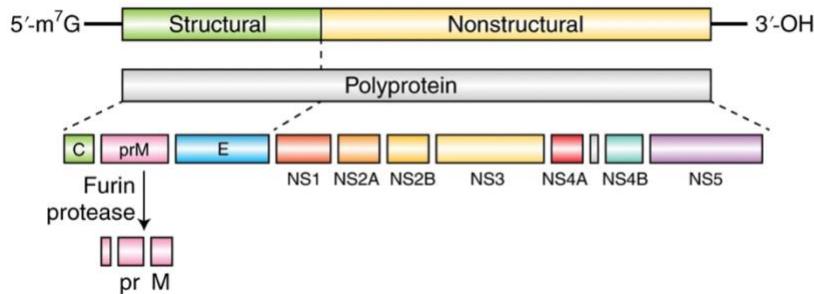 5′-m⁷G Structural Nonstructural 3′-OH
Polyprotein
C prM E
NS1 NS2A NS2B NS3 NS4A NS4B NS5
Furin
protease
pr M